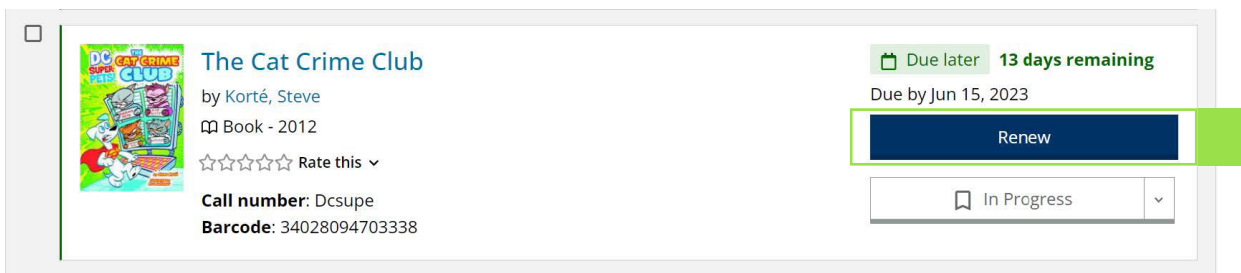 DC
SUPER
PETS!
THE
CAT CRIME
CLUB
The Cat Crime Club
by Korté, Steve
Book - 2012
Rate this
Call number: Dcsupe
Barcode: 34028094703338
Due later 13 days remaining
Due by Jun 15, 2023
Renew
In Progress